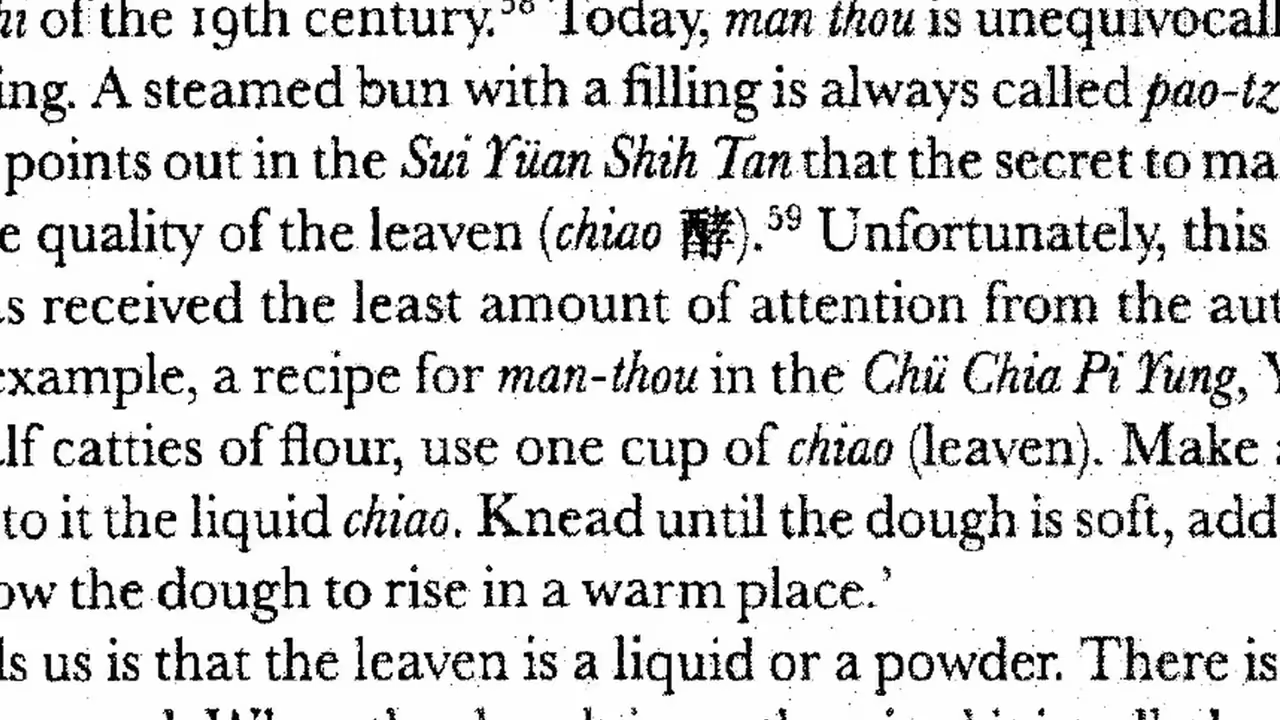 hi of the 19th century.58 Today, man thou is unequivocall
ing. A steamed bun with a filling is always called pao-tz
points out in the Sui Yüan Shih Tan that the secret to ma
e quality of the leaven (chiao 酵).59 Unfortunately, this
s received the least amount of attention from the aut
example, a recipe for man-thou in the Chü Chia Pi Yung, Y
lf catties of flour, use one cup of chiao (leaven). Make a
to it the liquid chiao. Knead until the dough is soft, add
ow the dough to rise in a warm place.’
ls us is that the leaven is a liquid or a powder. There is